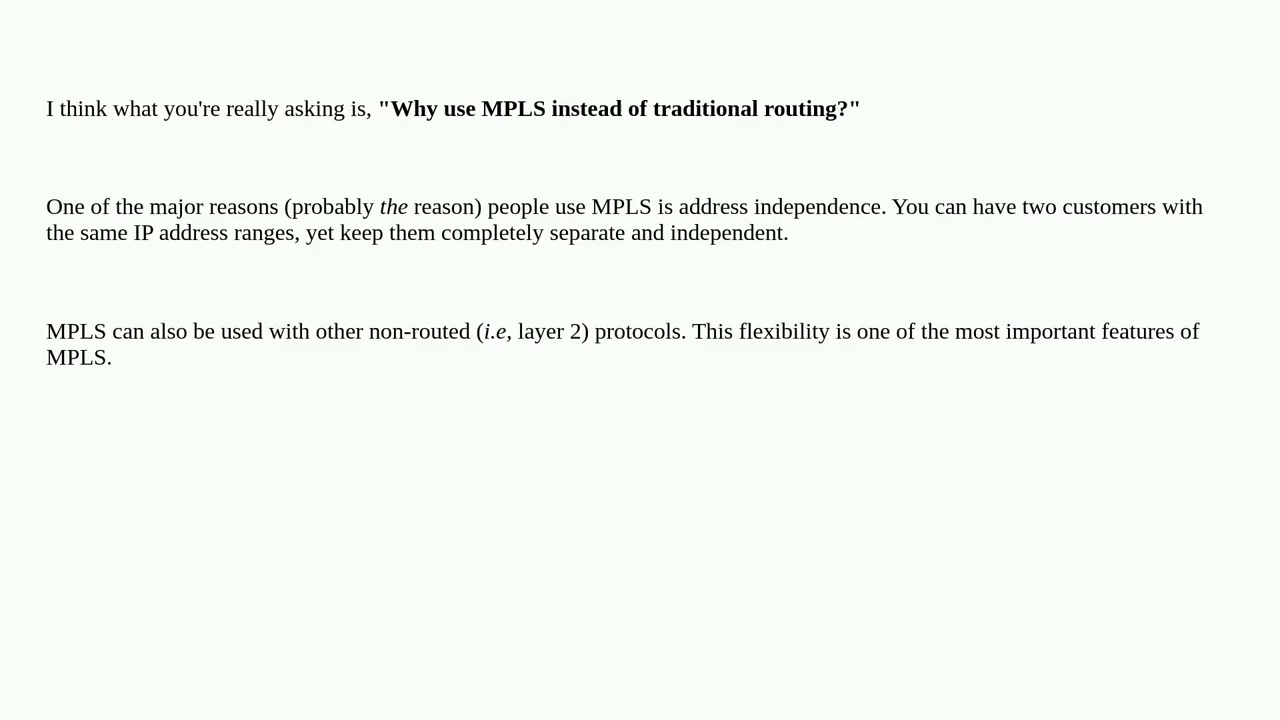 I think what you're really asking is, "Why use MPLS instead of traditional routing?"
One of the major reasons (probably the reason) people use MPLS is address independence. You can have two customers with
the same IP address ranges, yet keep them completely separate and independent.
MPLS can also be used with other non-routed (i.e, layer 2) protocols. This flexibility is one of the most important features of
MPLS.